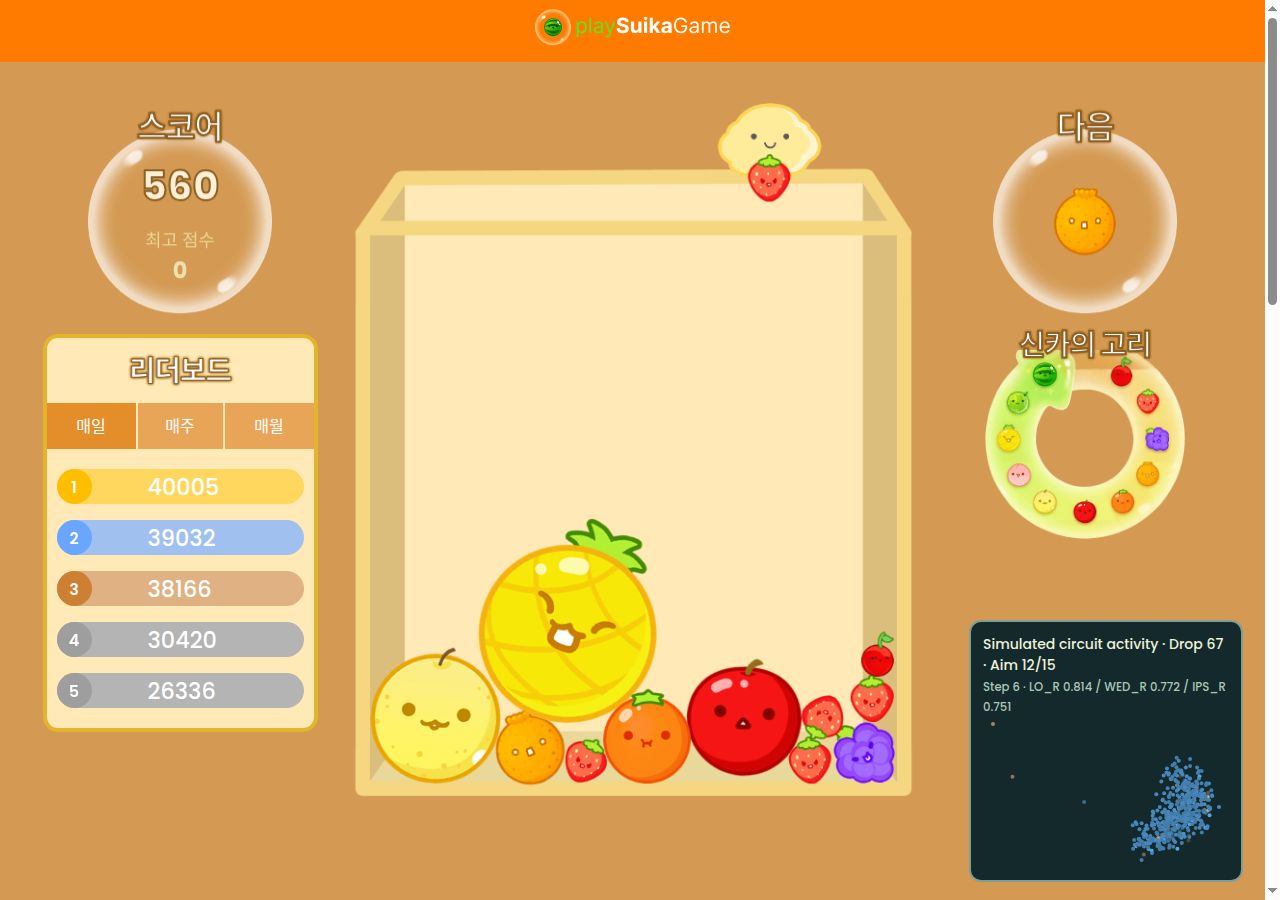 playSuikaGame
스코어
560
최고 점수
0
리더보드
매일 매주 매월
1 40005
2 39032
3 38166
4 30420
5 26336
다음
신카의 고리
Simulated circuit activity · Drop 67
· Aim 12/15
Step 6 · LO_R 0.814 / WED_R 0.772 / IPS_R
0.751